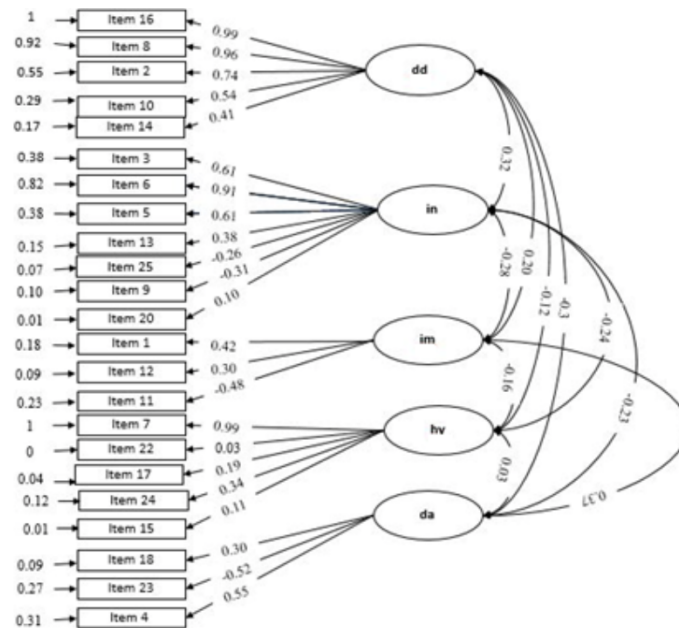 1 Item 16 0.99
0.92 Item 8 0.96
0.55 Item 2 0.74
0.29 Item 10 0.54
0.17 Item 14 0.41
dd
0.38 Item 3 0.61
0.82 Item 6 0.91
0.38 Item 5 0.61
0.15 Item 13 0.38
0.07 Item 25 -0.26
0.10 Item 9 -0.31
0.01 Item 20 0.10
in
0.18 Item 1 0.42
0.09 Item 12 0.30
0.23 Item 11 -0.48
im
1 Item 7 0.99
0 Item 22 0.03
0.04 Item 17 0.19
0.12 Item 24 0.34
0.01 Item 15 0.11
hv
0.09 Item 18 0.30
0.27 Item 23 -0.52
0.31 Item 4 0.55
da
0.32
-0.28
0.20
-0.12
-0.3
-0.24
-0.16
-0.23
0.03
0.37